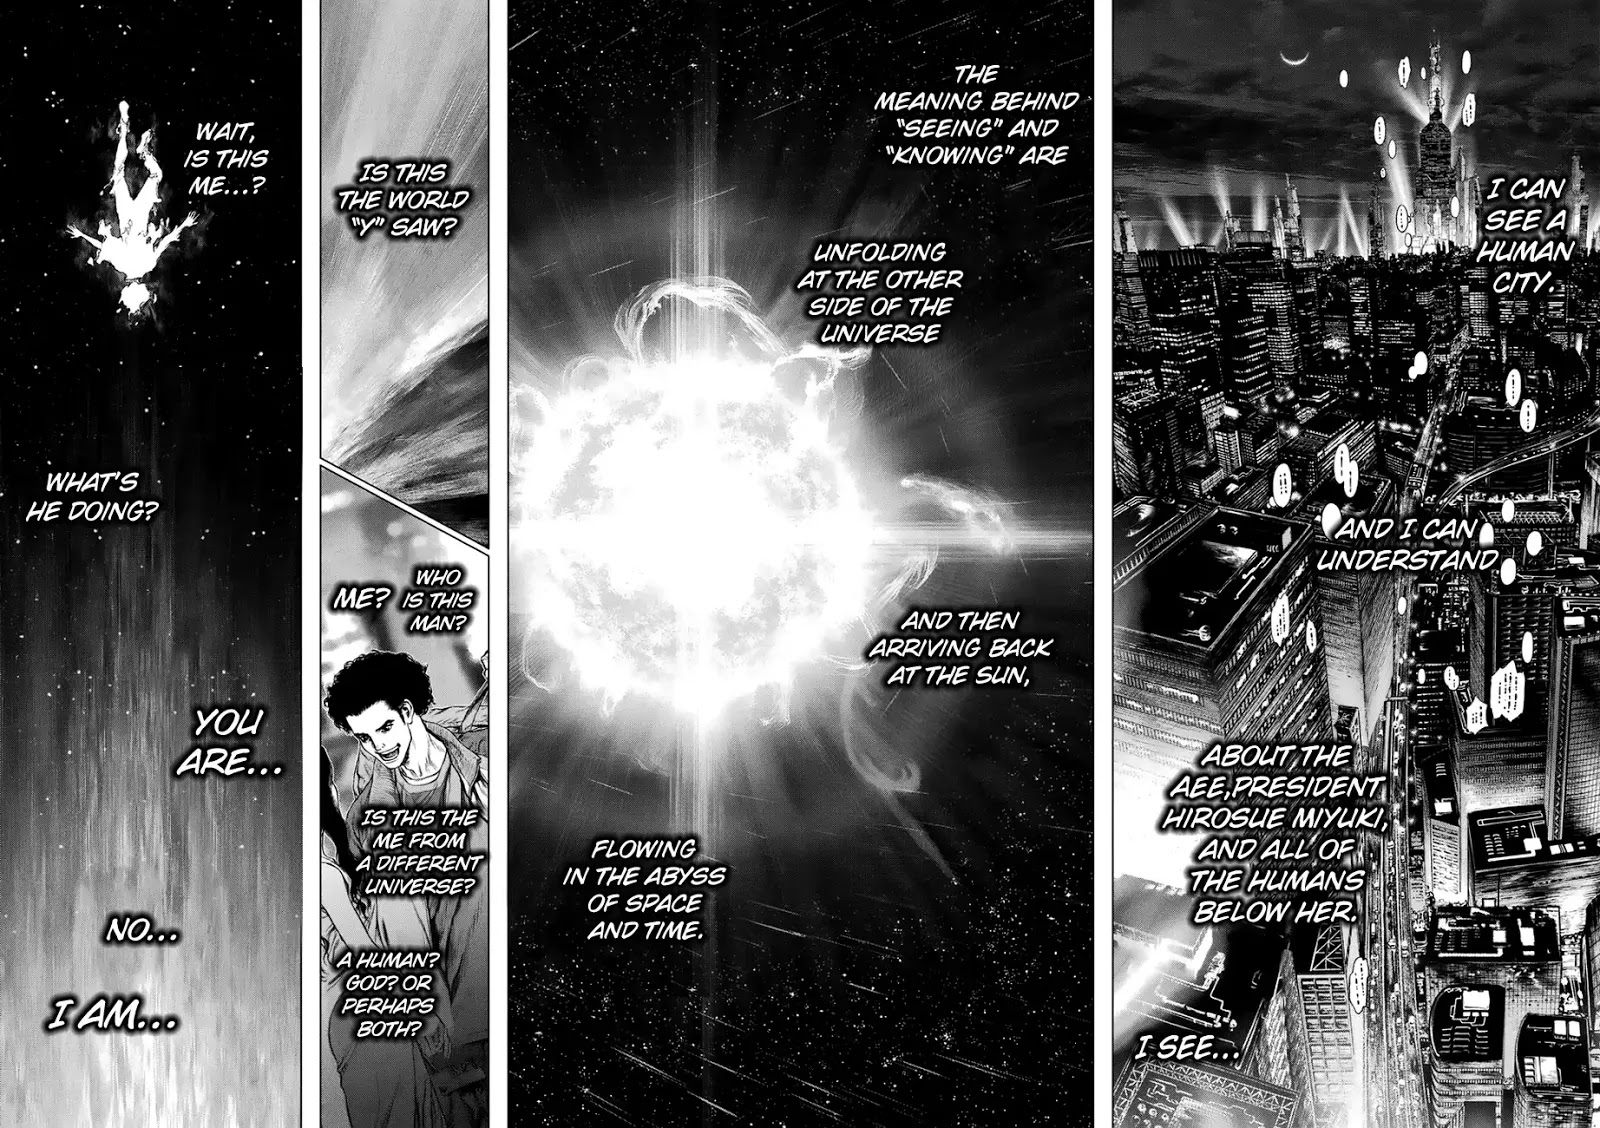 I CAN
SEE A
HUMAN
CITY.
AND I CAN
UNDERSTAND
ABOUT THE
AEE,PRESIDENT
HIROSUE MIYUKI,
AND ALL OF
THE HUMANS
BELOW HER.
I SEE...
THE
MEANING BEHIND
"SEEING" AND
"KNOWING" ARE
UNFOLDING
AT THE OTHER
SIDE OF THE
UNIVERSE
AND THEN
ARRIVING BACK
AT THE SUN,
FLOWING
IN THE ABYSS
OF SPACE
AND TIME.
IS THIS
THE WORLD
"Y" SAW?
WHO
IS THIS
MAN?
ME?
IS THIS THE
ME FROM
A DIFFERENT
UNIVERSE?
A HUMAN?
GOD? OR
PERHAPS
BOTH?
WAIT,
IS THIS
ME...?
WHAT'S
HE DOING?
YOU
ARE...
NO...
I AM...